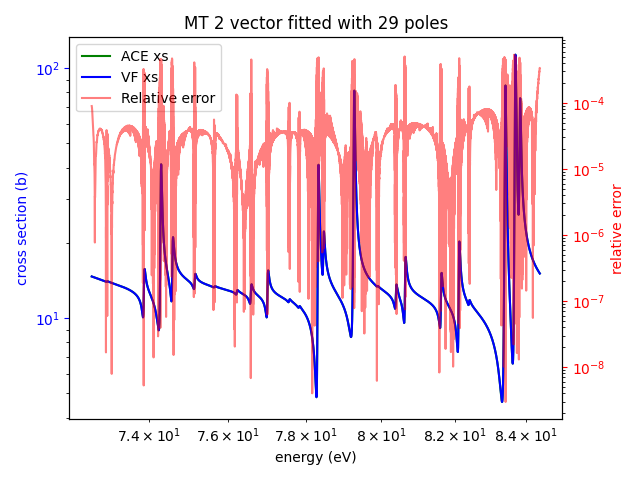 MT 2 vector fitted with 29 poles
ACE xs
VF xs
Relative error
cross section (b)
10²
10¹
10⁻⁴
10⁻⁵
10⁻⁶
10⁻⁷
10⁻⁸
relative error
7.4 × 10¹ 7.6 × 10¹ 7.8 × 10¹ 8 × 10¹ 8.2 × 10¹ 8.4 × 10¹
energy (eV)